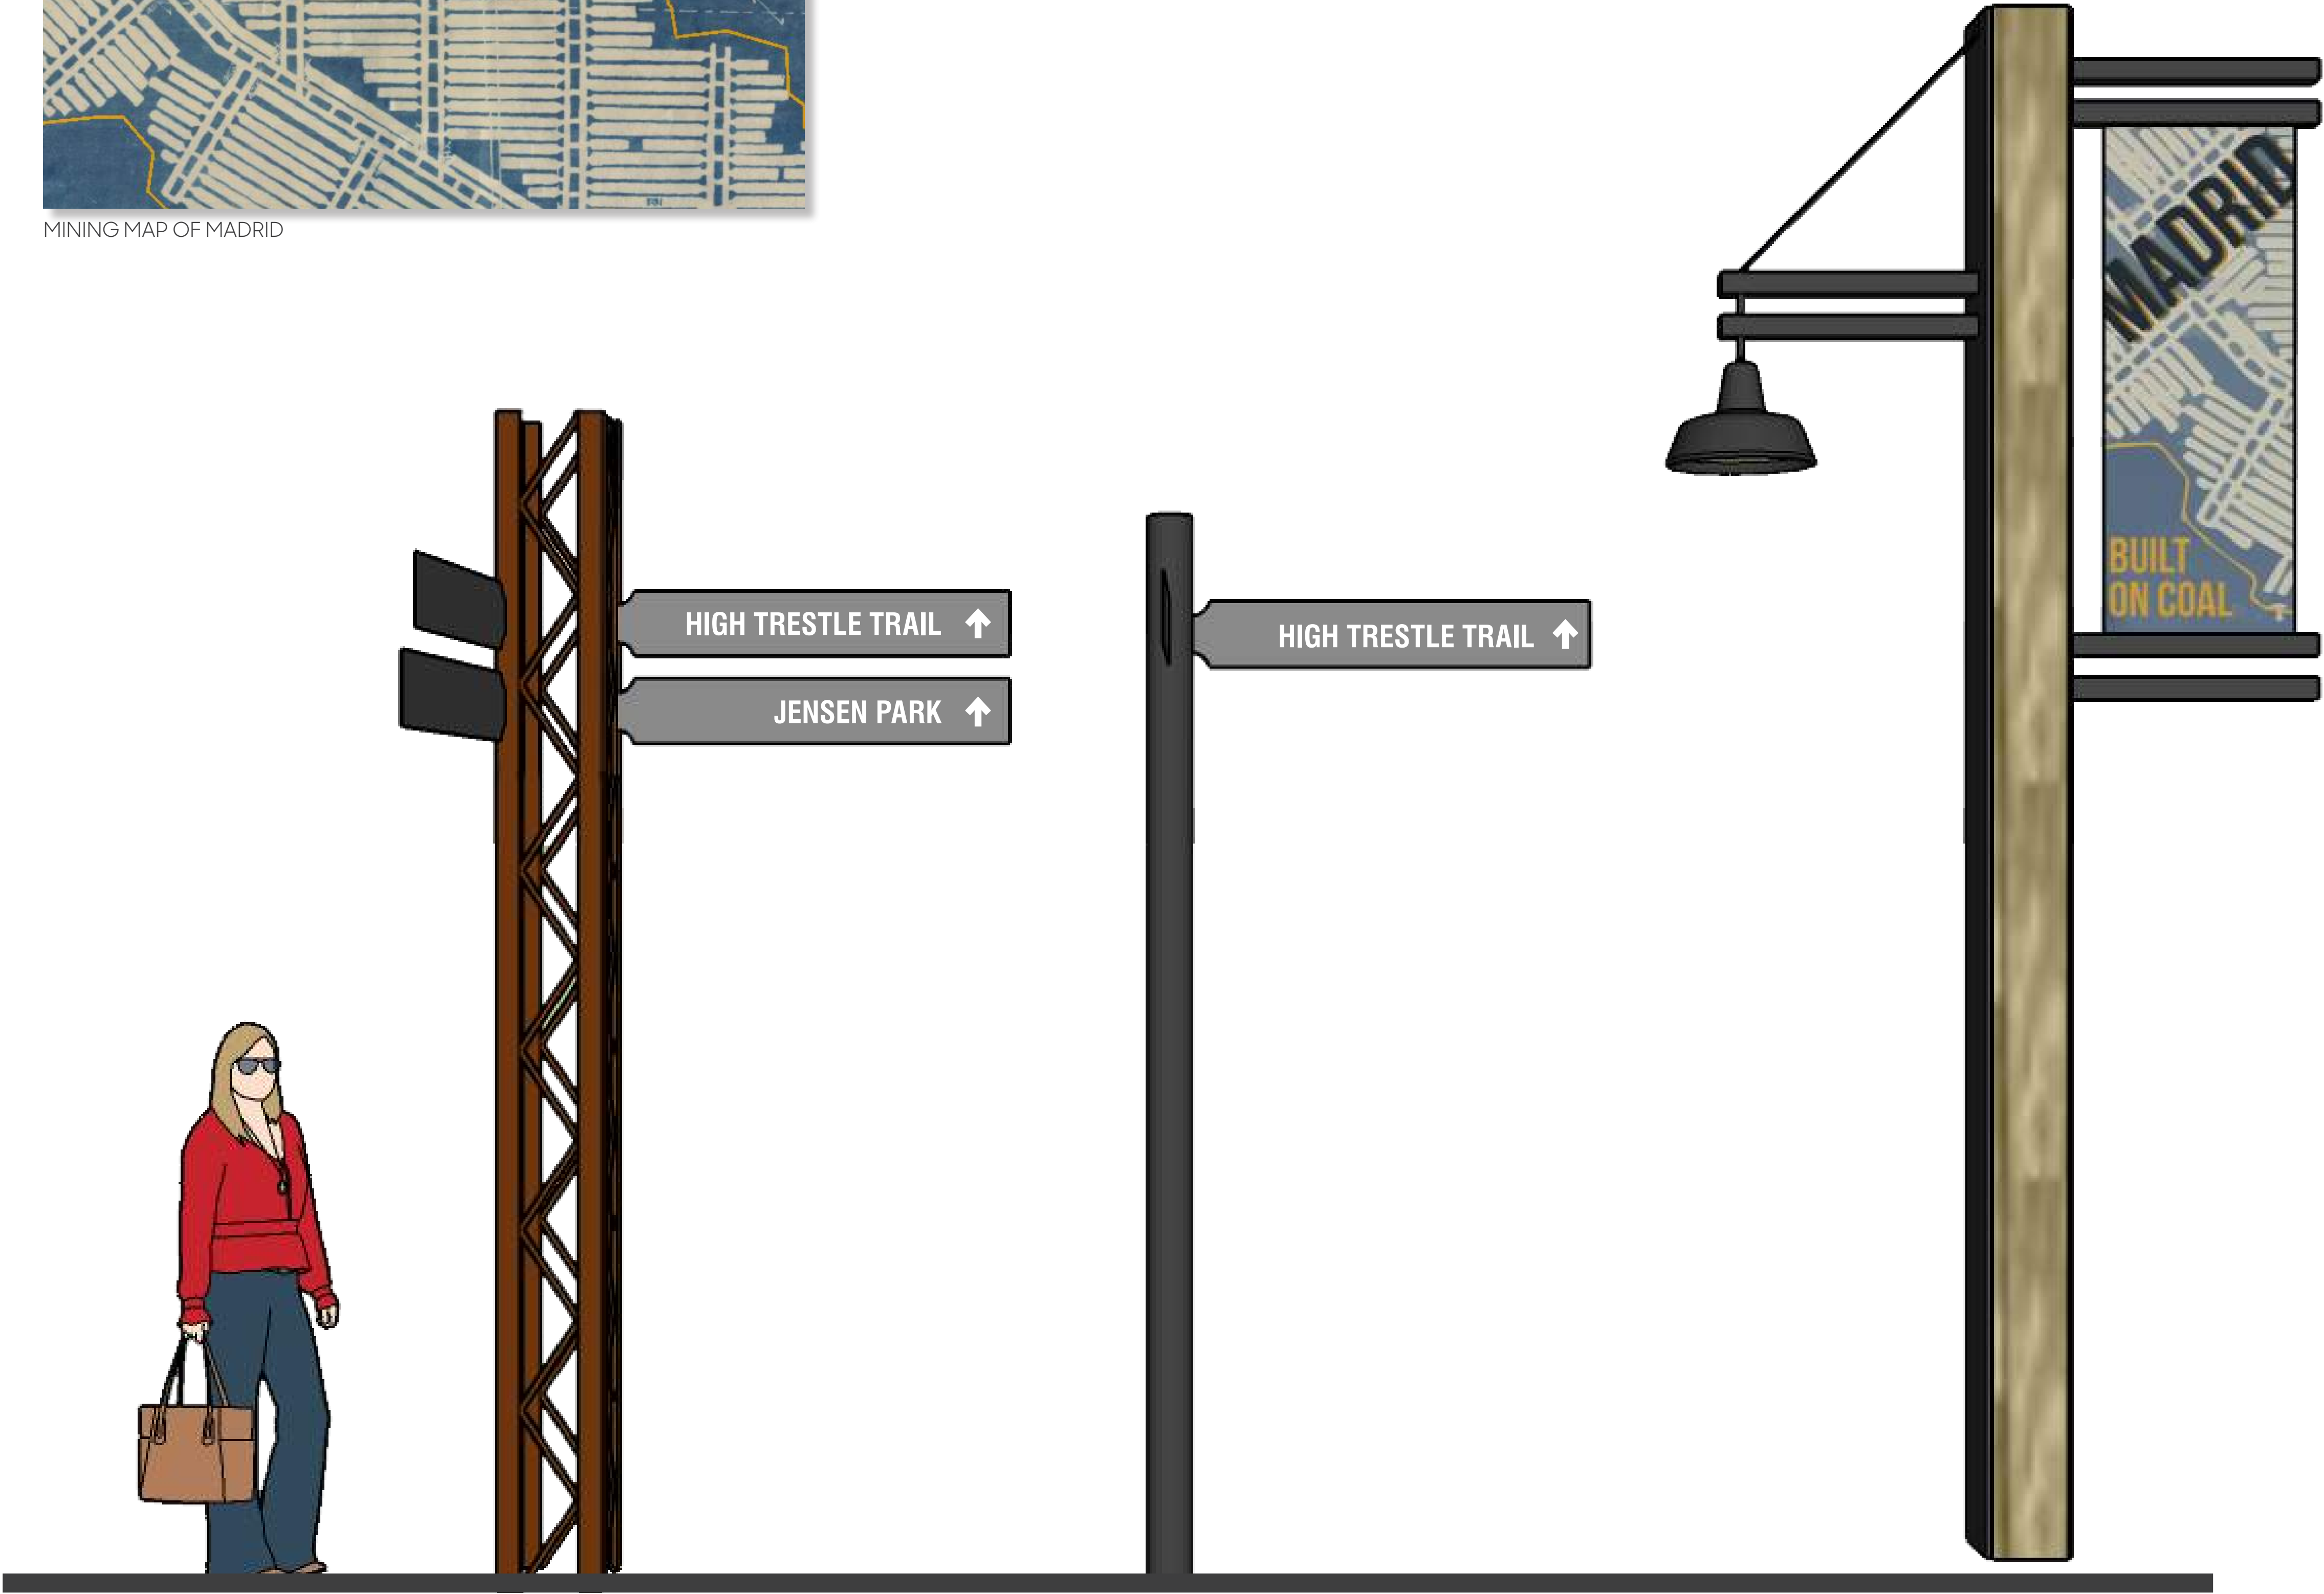 MINING MAP OF MADRID
MADRID
BUILT
ON COAL
HIGH TRESTLE TRAIL
JENSEN PARK
HIGH TRESTLE TRAIL